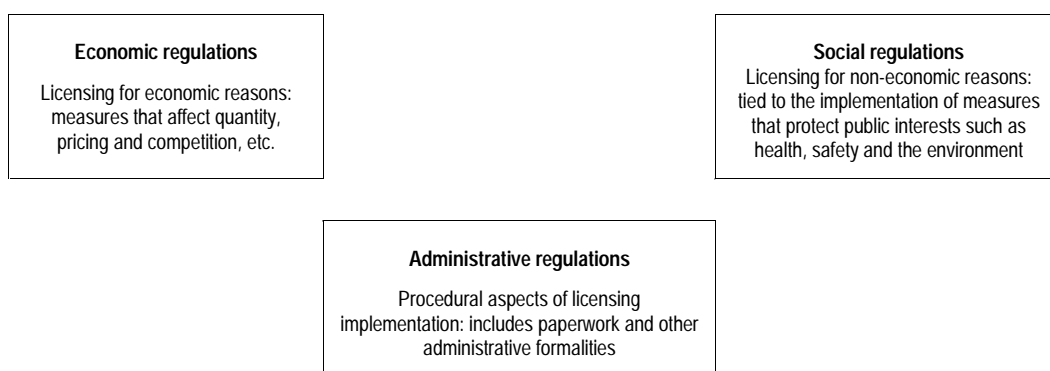 Economic regulations
Licensing for economic reasons:
measures that affect quantity,
pricing and competition, etc.
Social regulations
Licensing for non-economic reasons:
tied to the implementation of measures
that protect public interests such as
health, safety and the environment
Administrative regulations
Procedural aspects of licensing
implementation: includes paperwork and other
administrative formalities